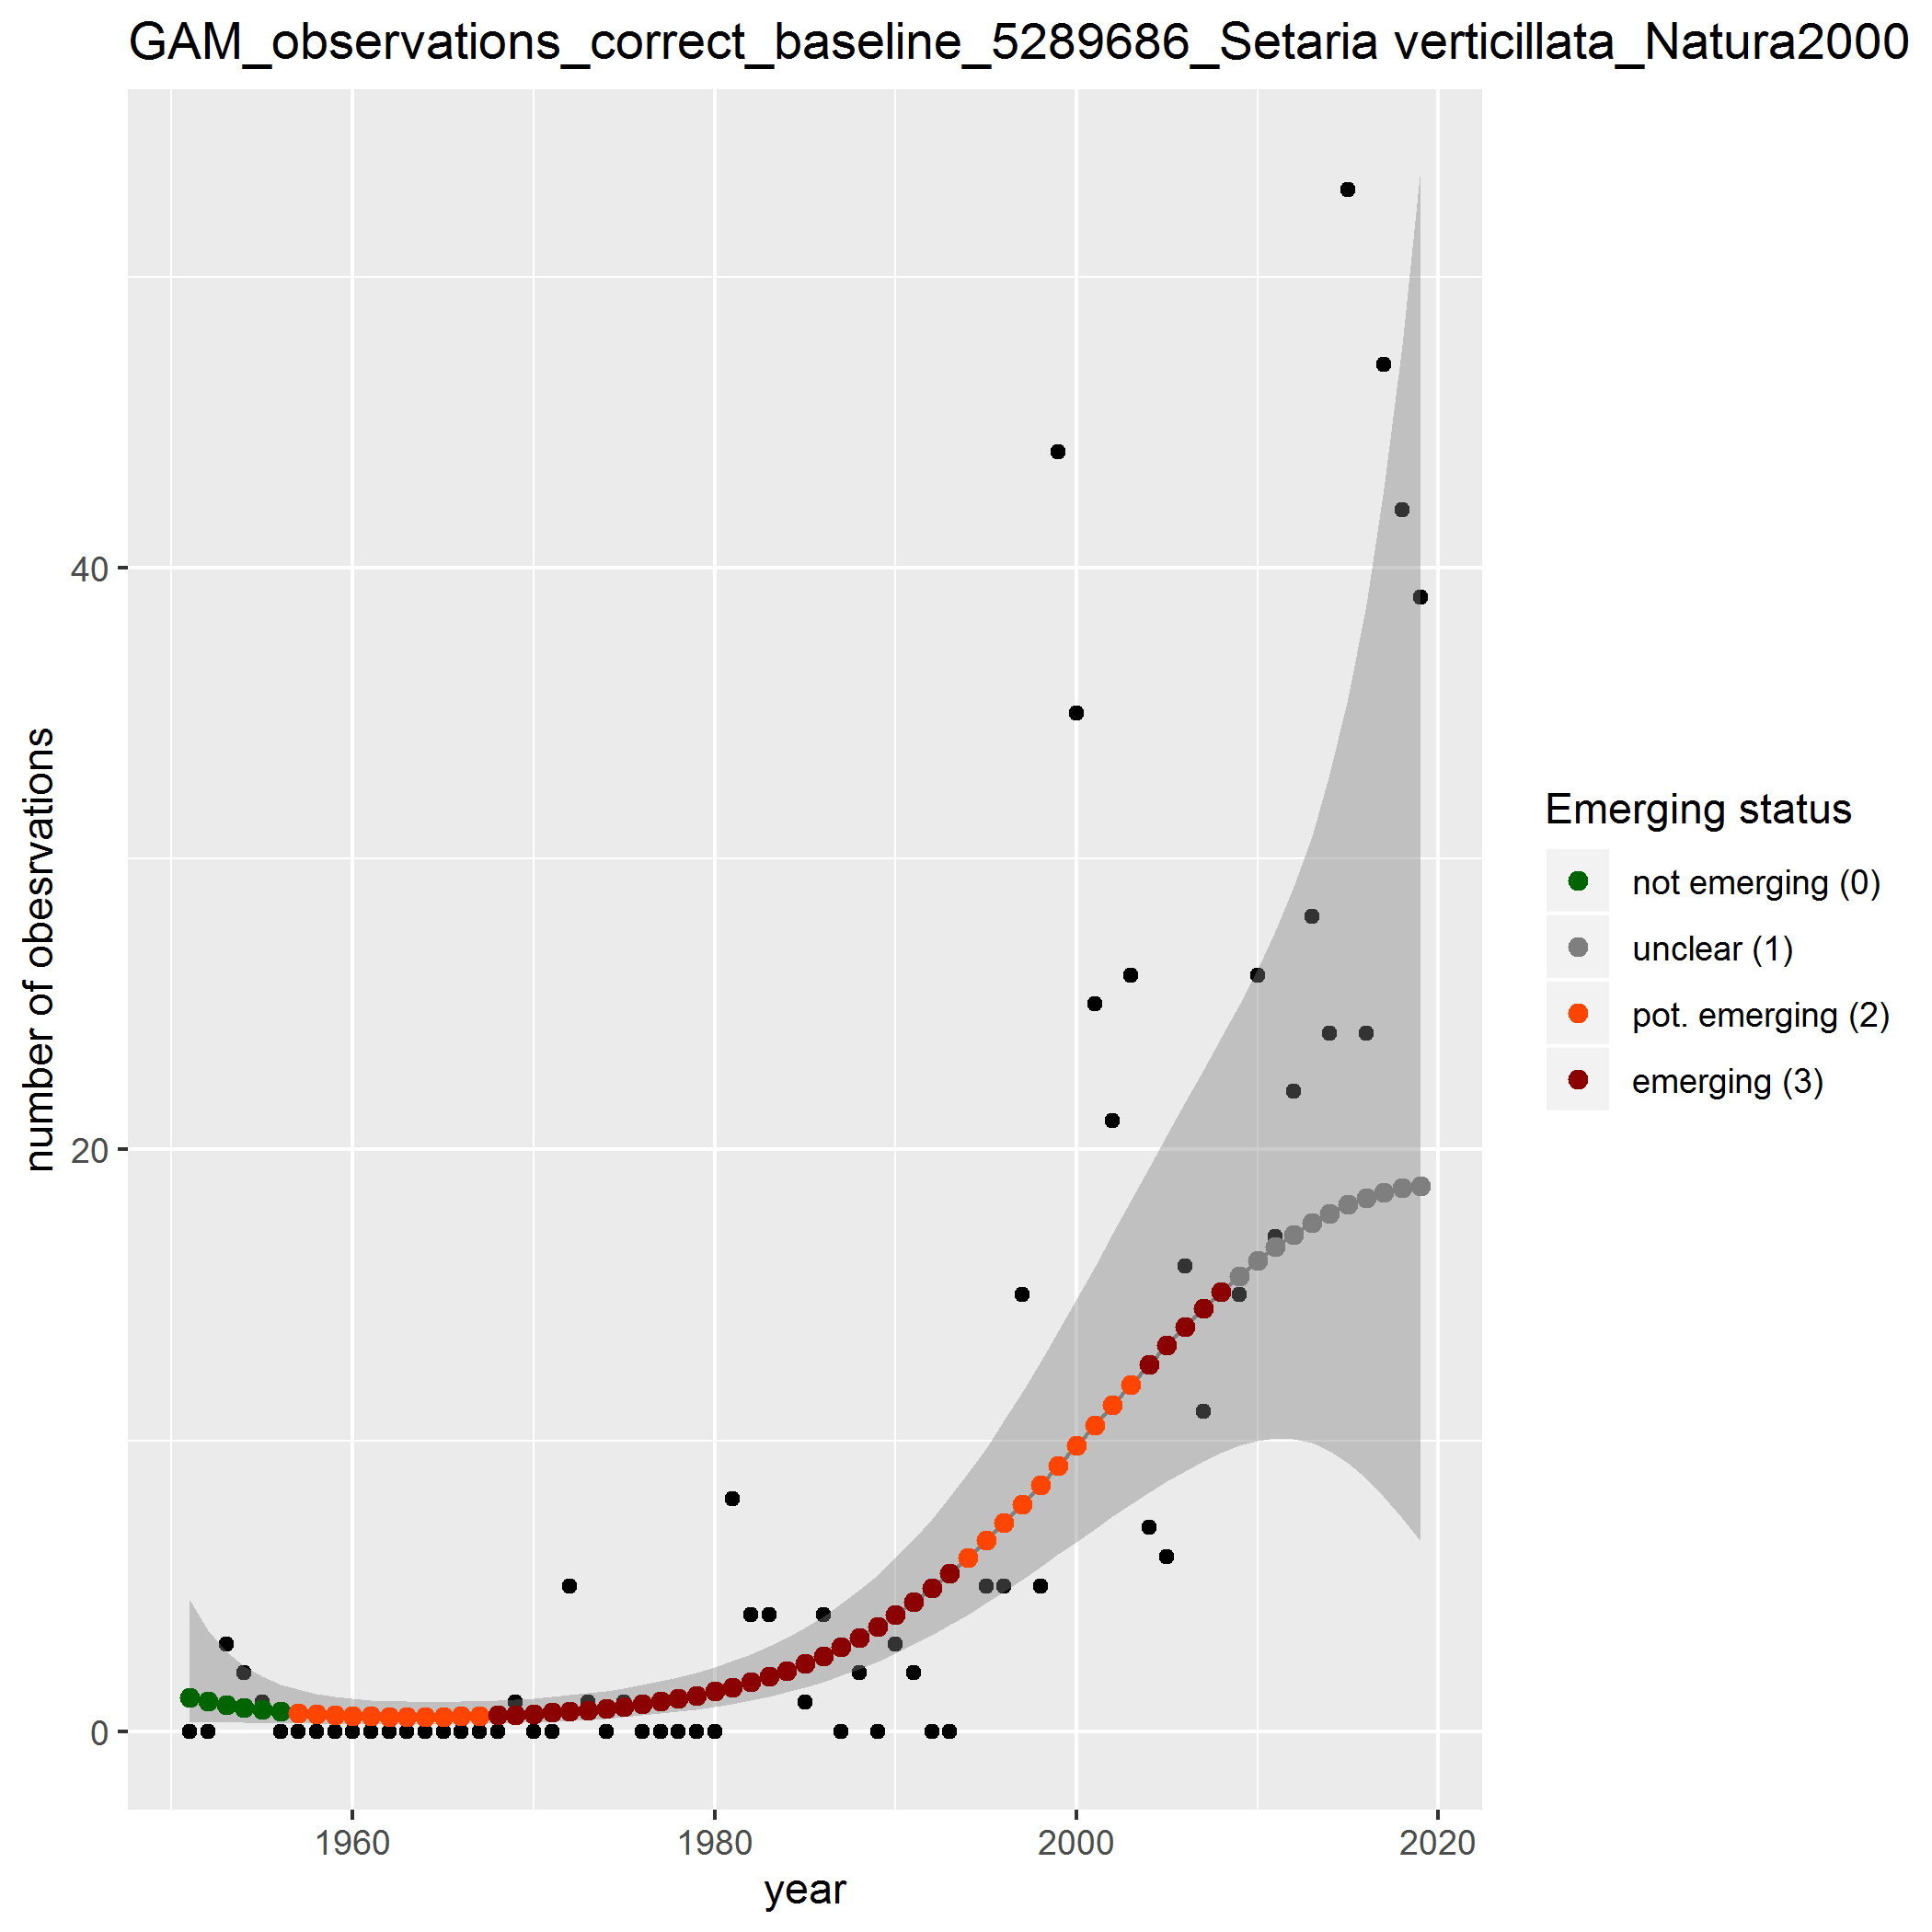 GAM_observations_correct_baseline_5289686_Setaria verticillata_Natura2000
number of obesrvations
40
20
0
1960
1980
2000
2020
year
Emerging status
not emerging (0)
unclear (1)
pot. emerging (2)
emerging (3)